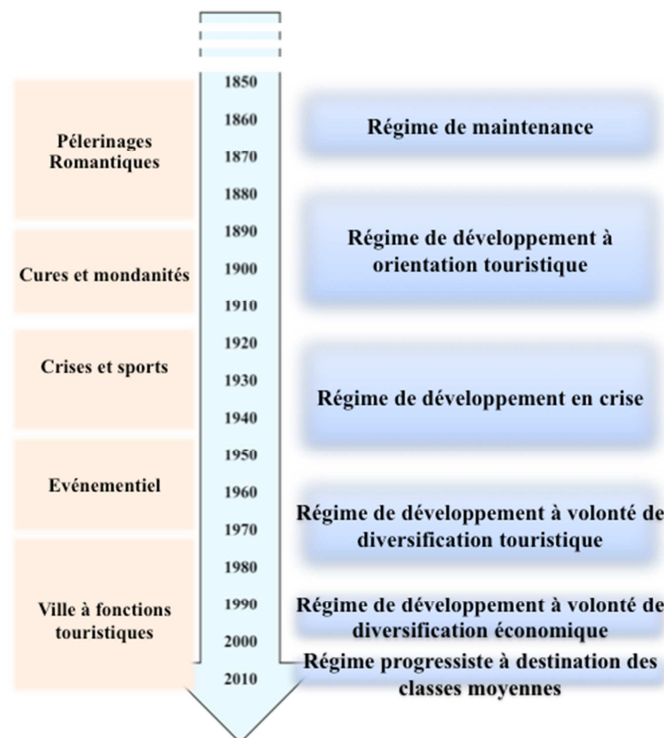 Pélerinages
Romantiques
Cures et mondanités
Crises et sports
Evénementiel
Ville à fonctions
touristiques
1850
1860
1870
1880
1890
1900
1910
1920
1930
1940
1950
1960
1970
1980
1990
2000
2010
Régime de maintenance
Régime de développement à
orientation touristique
Régime de développement en crise
Régime de développement à volonté de
diversification touristique
Régime de développement à volonté de
diversification économique
Régime progressiste à destination des
classes moyennes